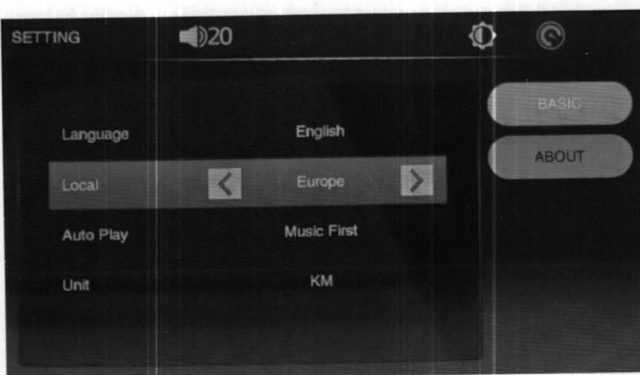 SETTING
20
BASIC
Language English
ABOUT
Local Europe
Auto Play Music First
Unit KM